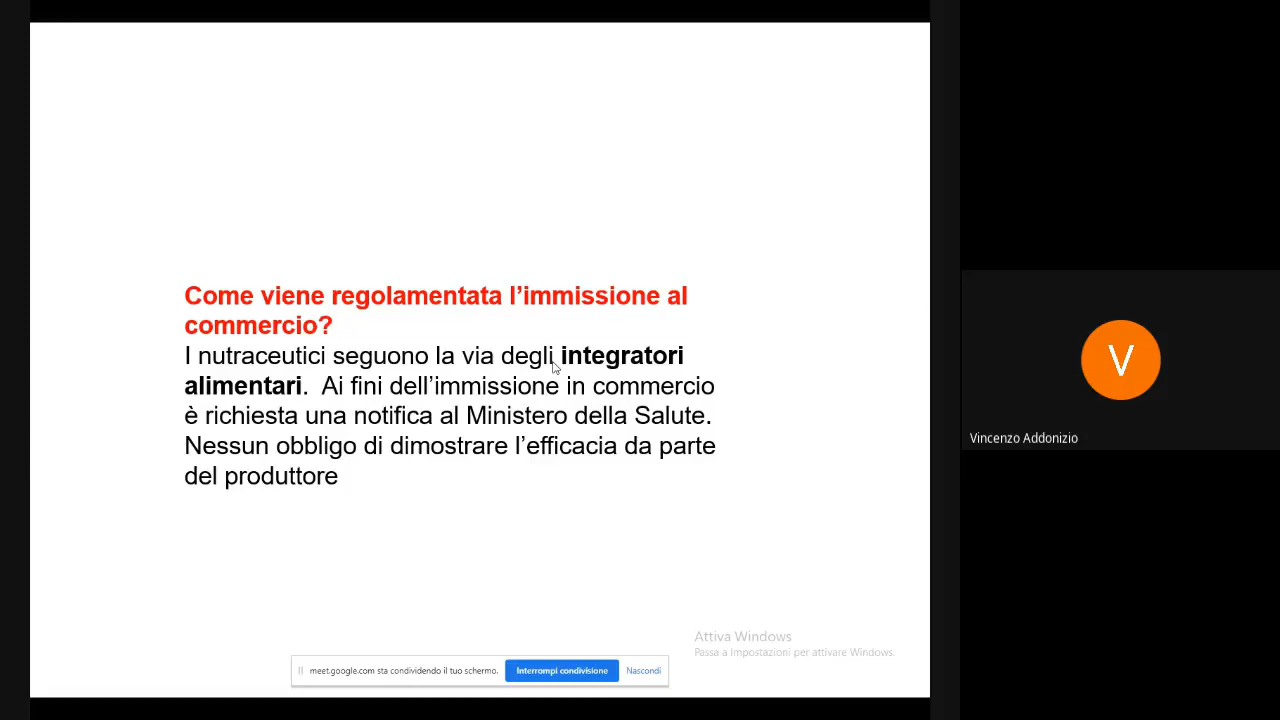 Come viene regolamentata l’immissione al
commercio?
I nutraceutici seguono la via degli integratori
alimentari.  Ai fini dell’immissione in commercio
è richiesta una notifica al Ministero della Salute.
Nessun obbligo di dimostrare l’efficacia da parte
del produttore
V
Vincenzo Addonizio
Attiva Windows
Passa a Impostazioni per attivare Windows.
meet.google.com sta condividendo il tuo schermo. Interrompi condivisione Nascondi